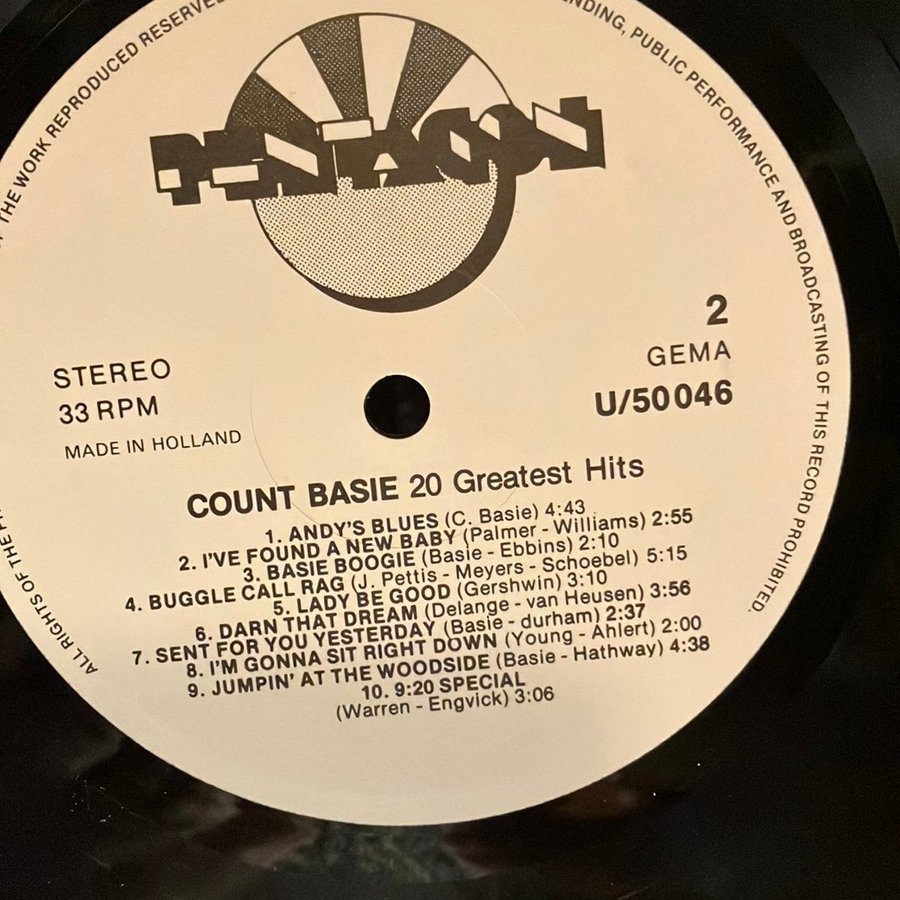 THE WORK REPRODUCED RESERVED
NDING, PUBLIC PERFORMANCE AND BROADCASTING OF THIS RECORD PROHIBITED.
PENTAGON
2
GEMA
U/50046
STEREO
33 RPM
MADE IN HOLLAND
COUNT BASIE 20 Greatest Hits
1. ANDY'S BLUES (C. Basie) 4:43
2. I'VE FOUND A NEW BABY (Palmer - Williams) 2:55
3. BASIE BOOGIE (Basie - Ebbins) 2:10
4. BUGGLE CALL RAG (J. Pettis - Meyers - Schoebel) 5:15
5. LADY BE GOOD (Gershwin) 3:10
6. DARN THAT DREAM (Delange - van Heusen) 3:56
7. SENT FOR YOU YESTERDAY (Basie - durham) 2:37
8. I'M GONNA SIT RIGHT DOWN (Young - Ahlert) 2:00
9. JUMPIN' AT THE WOODSIDE (Basie - Hathway) 4:38
10. 9:20 SPECIAL
(Warren - Engvick) 3:06
ALL RIGHTS OF THE